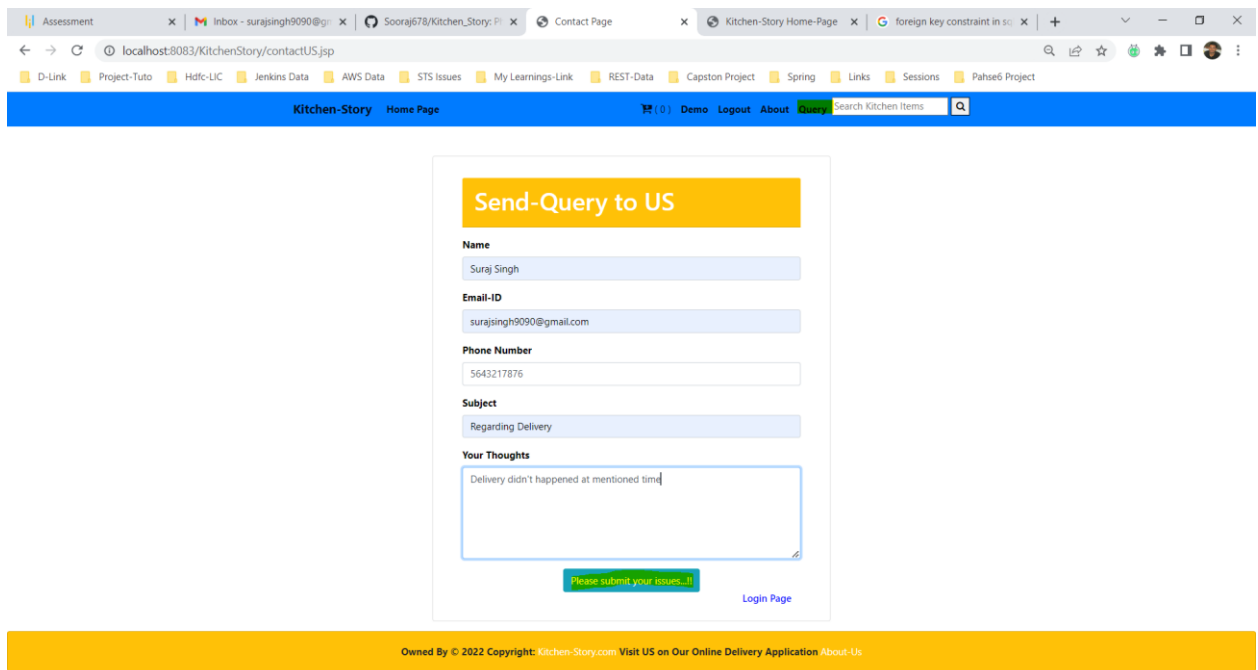 Assessment
Inbox - surajsingh9090@gm
Sooraj678/Kitchen_Story: P
Contact Page
Kitchen-Story Home-Page
foreign key constraint in sq
localhost:8083/KitchenStory/contactUS.jsp
D-Link Project-Tuto Hdfc-LIC Jenkins Data AWS Data STS Issues My Learnings-Link REST-Data Capston Project Spring Links Sessions Pahse6 Project
Kitchen-Story Home Page (0) Demo Logout About Query Search Kitchen Items
Send-Query to US
Name
Suraj Singh
Email-ID
surajsingh9090@gmail.com
Phone Number
5643217876
Subject
Regarding Delivery
Your Thoughts
Delivery didn't happened at mentioned time
Please submit your issues...!!
Login Page
Owned By © 2022 Copyright: Kitchen-Story.com Visit US on Our Online Delivery Application About-Us